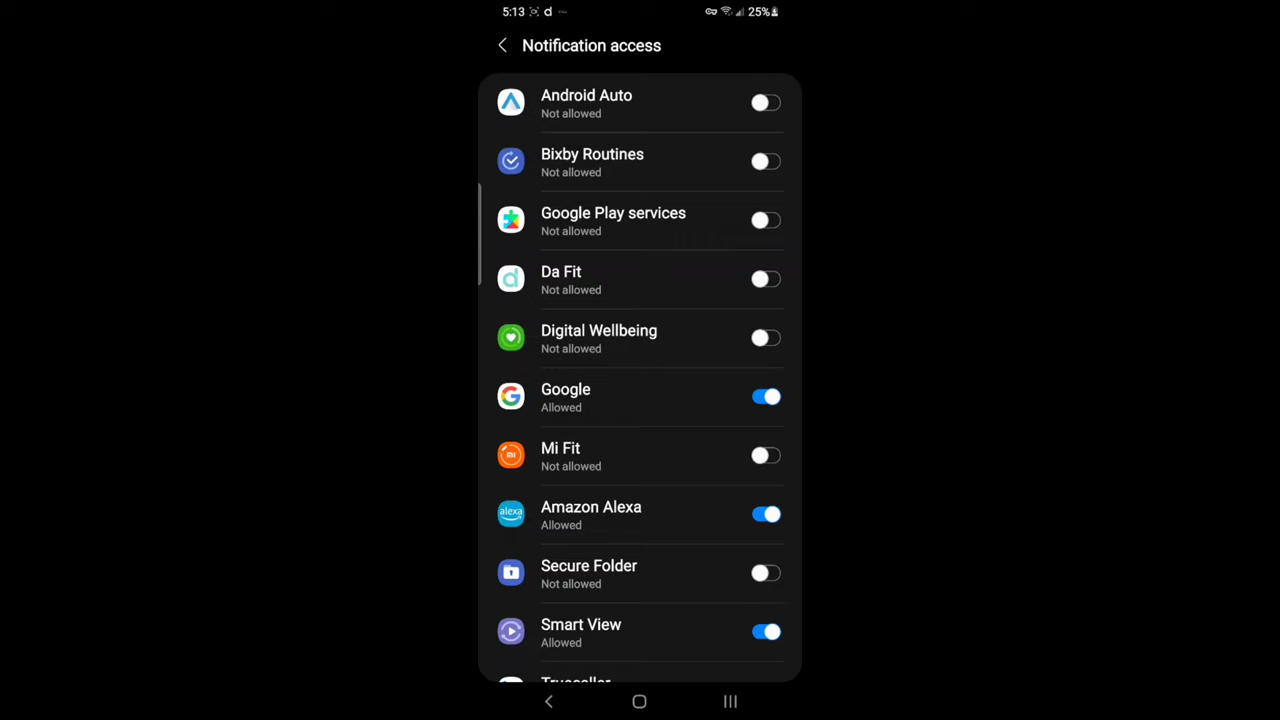 5:13 d 25%
Notification access
Android Auto
Not allowed
Bixby Routines
Not allowed
Google Play services
Not allowed
d
Da Fit
Not allowed
Digital Wellbeing
Not allowed
G
Google
Allowed
mi
Mi Fit
Not allowed
alexa
Amazon Alexa
Allowed
Secure Folder
Not allowed
Smart View
Allowed
Truecaller